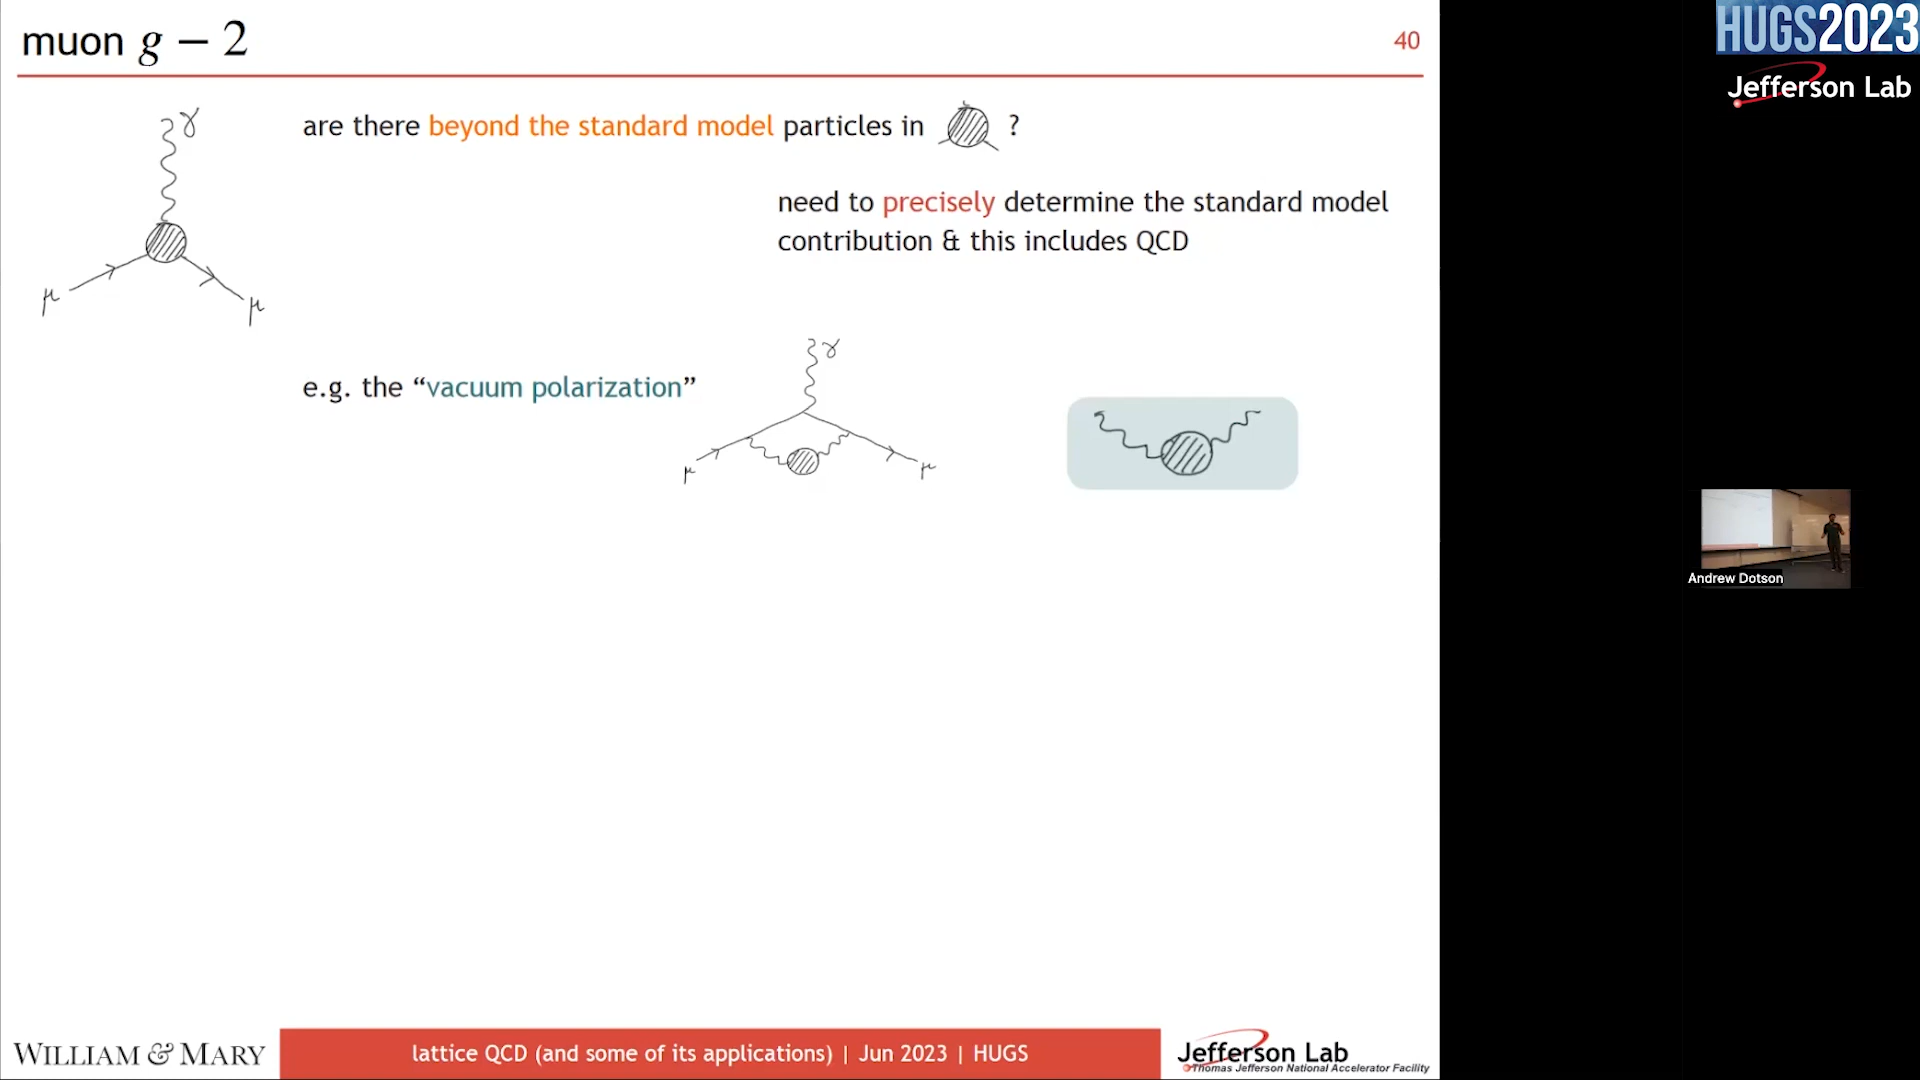 muon g − 2
40
HUGS2023
Jefferson Lab
γ
are there beyond the standard model particles in ?
need to precisely determine the standard model
contribution & this includes QCD
μ μ
γ
e.g. the “vacuum polarization”
μ μ
Andrew Dotson
WILLIAM & MARY
lattice QCD (and some of its applications) | Jun 2023 | HUGS
Jefferson Lab
Thomas Jefferson National Accelerator Facility